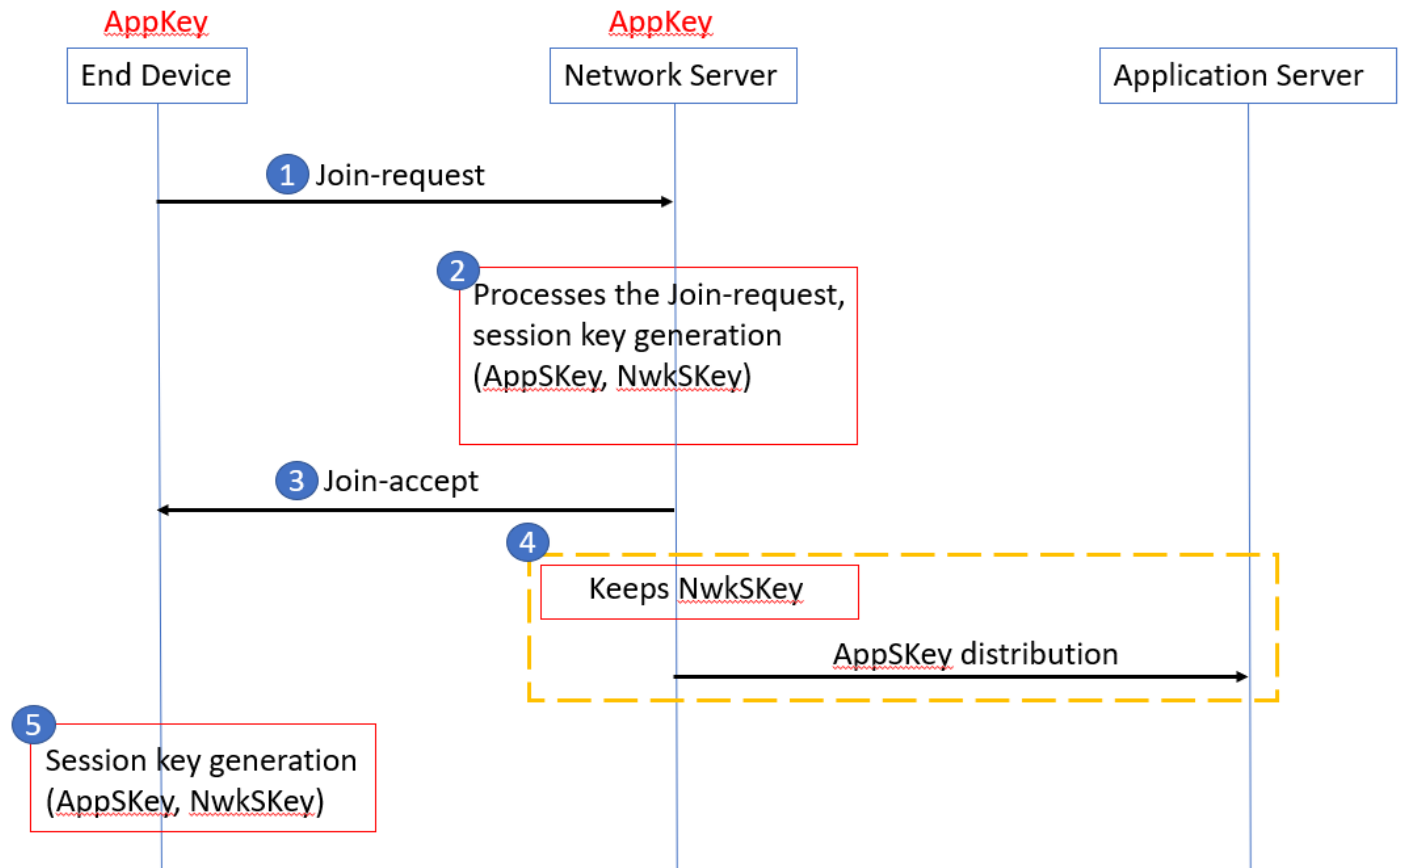 AppKey
AppKey
End Device
Network Server
Application Server
1 Join-request
2
Processes the Join-request,
session key generation
(AppSKey, NwkSKey)
3 Join-accept
4
Keeps NwkSKey
AppSKey distribution
5
Session key generation
(AppSKey, NwkSKey)